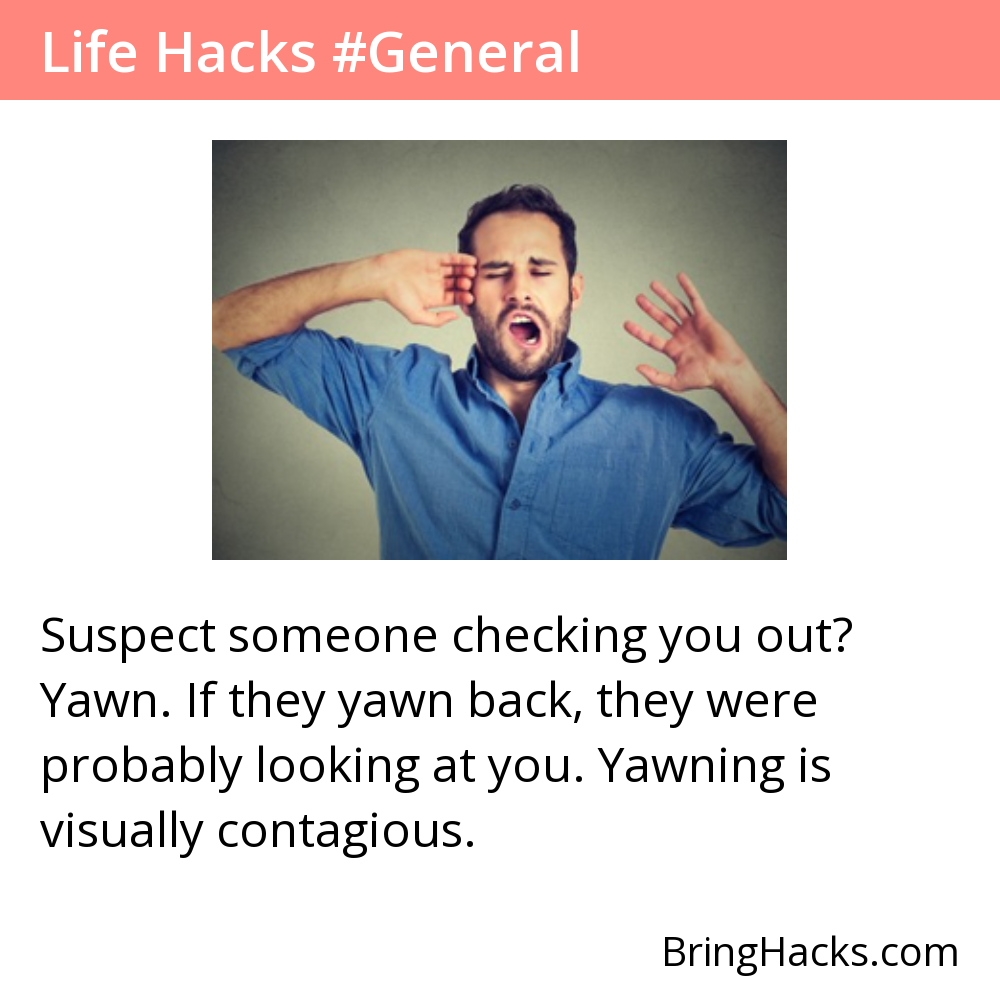 Life Hacks #General
Suspect someone checking you out?
Yawn. If they yawn back, they were
probably looking at you. Yawning is
visually contagious.
BringHacks.com